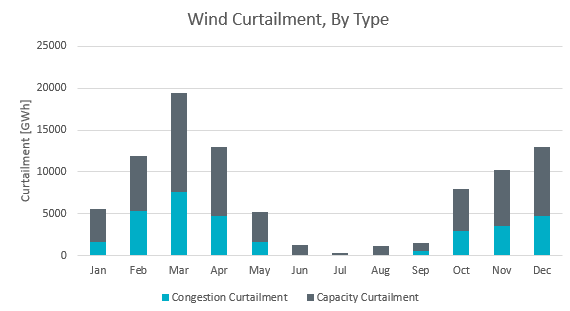 Wind Curtailment, By Type
25000
20000
15000
10000
5000
0
Curtailment [GWh]
Jan Feb Mar Apr May Jun Jul Aug Sep Oct Nov Dec
Congestion Curtailment Capacity Curtailment